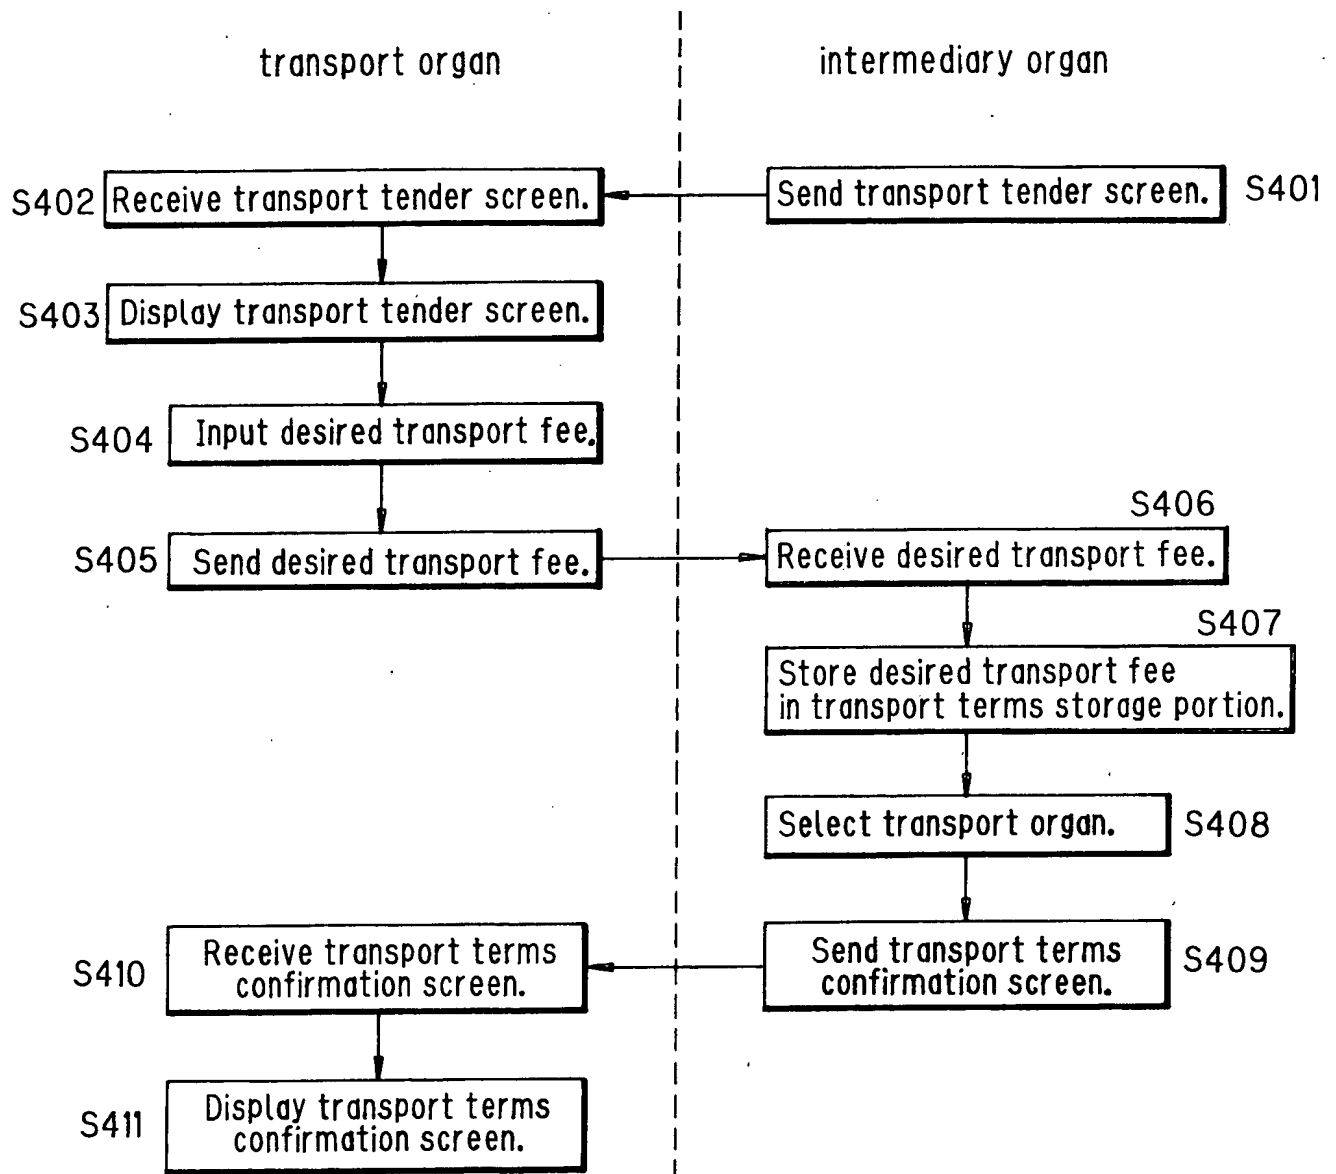 transport organ
intermediary organ
S402
Receive transport tender screen.
Send transport tender screen.
S401
S403
Display transport tender screen.
S404
Input desired transport fee.
S405
Send desired transport fee.
S406
Receive desired transport fee.
S407
Store desired transport fee
in transport terms storage portion.
Select transport organ.
S408
Send transport terms
confirmation screen.
S409
S410
Receive transport terms
confirmation screen.
S411
Display transport terms
confirmation screen.